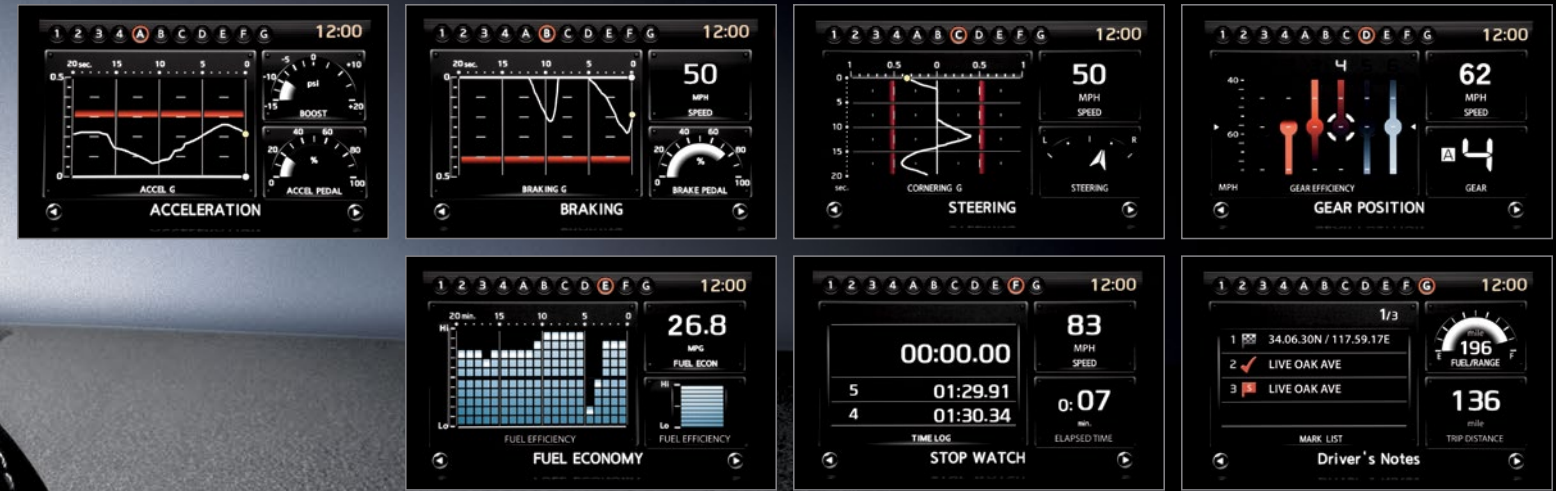 1 2 3 4 A B C D E F G 12:00
20 sec. 15 10 5 0
0.5
0
ACCEL G
-15 -10 -5 0 +10 +20
psi
BOOST
0 20 40 60 80 100
%
ACCEL PEDAL
ACCELERATION
1 2 3 4 A B C D E F G 12:00
20sec. 15 10 5 0
0
0.5
BRAKING G
50
MPH
SPEED
0 20 40 60 80 100
%
BRAKE PEDAL
BRAKING
1 2 3 4 A B C D E F G 12:00
1 0.5 0 0.5 1
0
5
10
15
20
sec.
CORNERING G
50
MPH
SPEED
L R
STEERING
STEERING
1 2 3 4 A B C D E F G 12:00
4
40
60
MPH
GEAR EFFICIENCY
62
MPH
SPEED
A 4
GEAR
GEAR POSITION
1 2 3 4 A B C D E F G 12:00
20 min. 15 10 5 0
Hi
Lo
FUEL EFFICIENCY
26.8
MPG
FUEL ECON
Hi
Lo
FUEL EFFICIENCY
FUEL ECONOMY
1 2 3 4 A B C D E F G 12:00
00:00.00
5 01:29.91
4 01:30.34
TIME LOG
83
MPH
SPEED
0:07
min.
ELAPSED TIME
STOP WATCH
1 2 3 4 A B C D E F G 12:00
1/3
1 34.06.30N / 117.59.17E
2 LIVE OAK AVE
3 S LIVE OAK AVE
MARK LIST
mile
196
E F
FUEL/RANGE
136
mile
TRIP DISTANCE
Driver's Notes